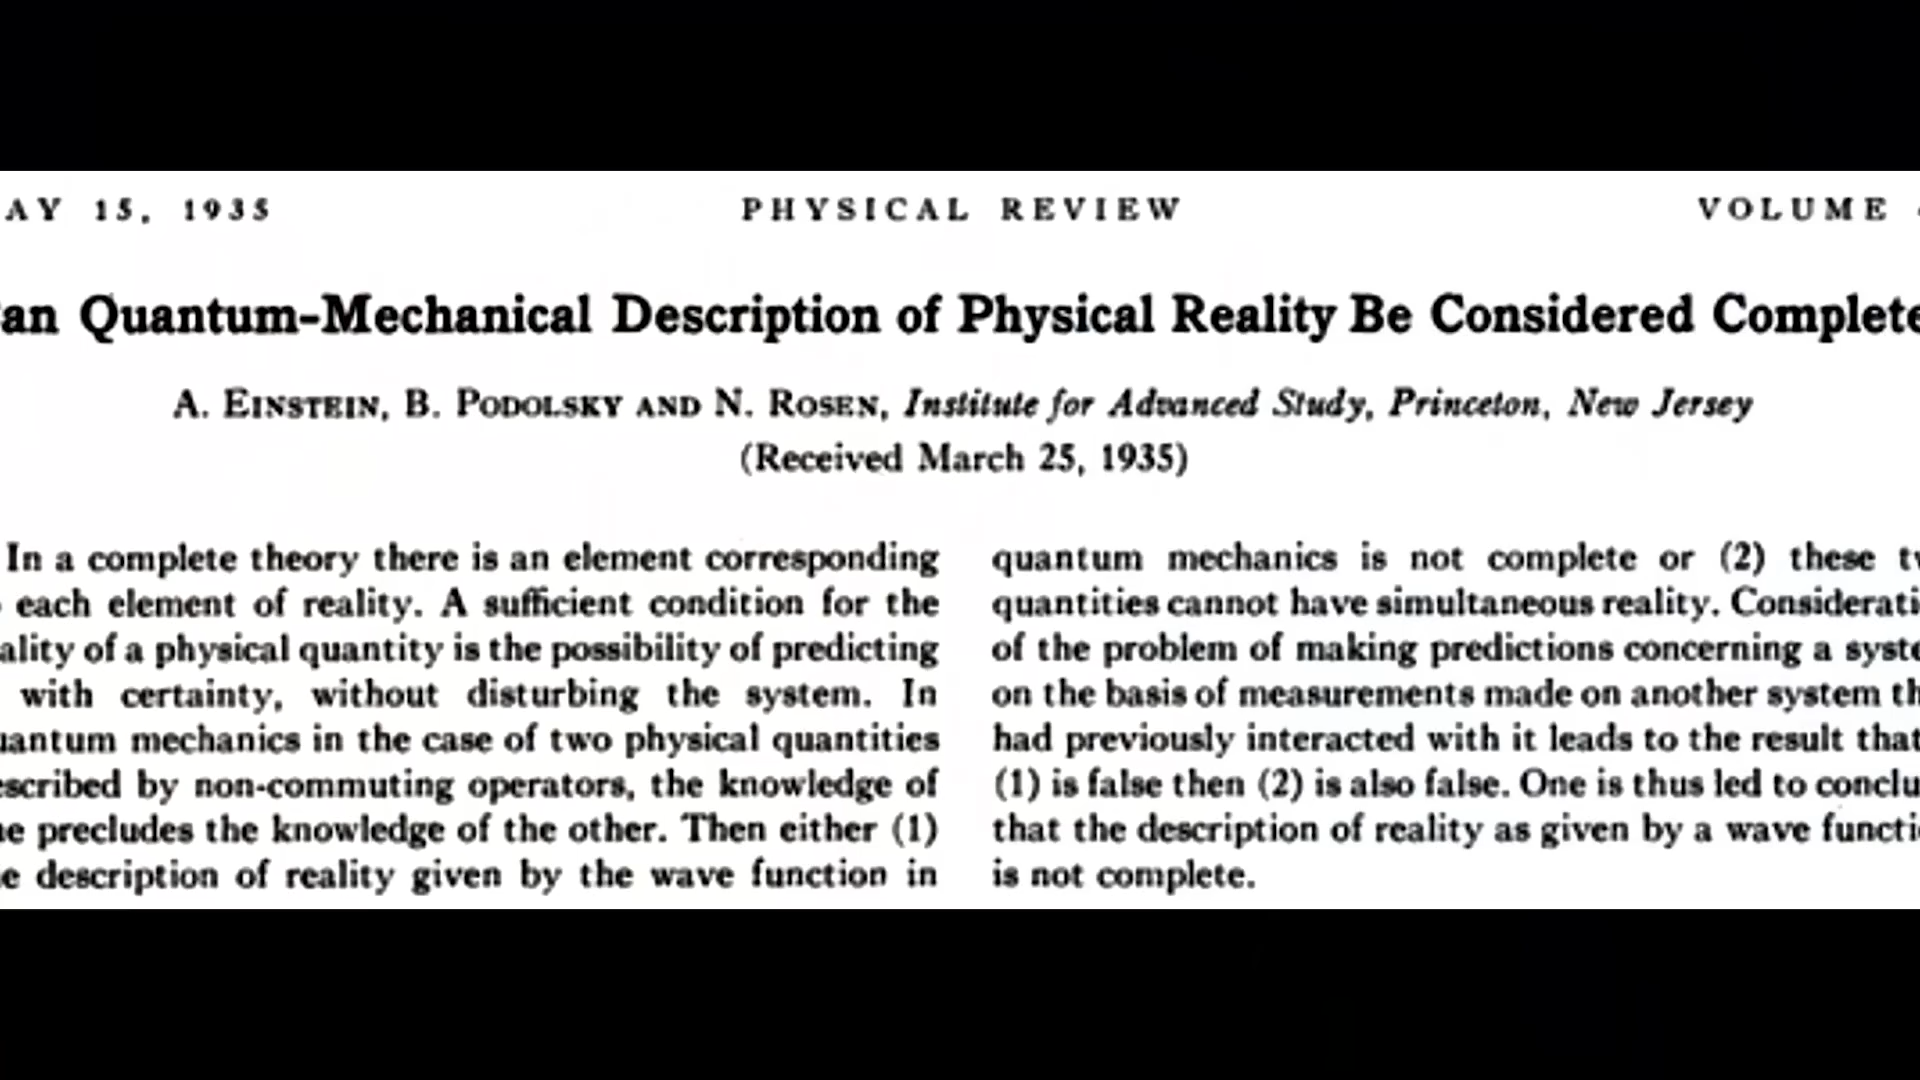 AY 15, 1935 PHYSICAL REVIEW VOLUME
an Quantum-Mechanical Description of Physical Reality Be Considered Complete
A. EINSTEIN, B. PODOLSKY AND N. ROSEN, Institute for Advanced Study, Princeton, New Jersey
(Received March 25, 1935)
In a complete theory there is an element corresponding
each element of reality. A sufficient condition for the
ality of a physical quantity is the possibility of predicting
with certainty, without disturbing the system. In
uantum mechanics in the case of two physical quantities
escribed by non-commuting operators, the knowledge of
ne precludes the knowledge of the other. Then either (1)
e description of reality given by the wave function in
quantum mechanics is not complete or (2) these tw
quantities cannot have simultaneous reality. Considerati
of the problem of making predictions concerning a syste
on the basis of measurements made on another system th
had previously interacted with it leads to the result that
(1) is false then (2) is also false. One is thus led to conclu
that the description of reality as given by a wave functi
is not complete.